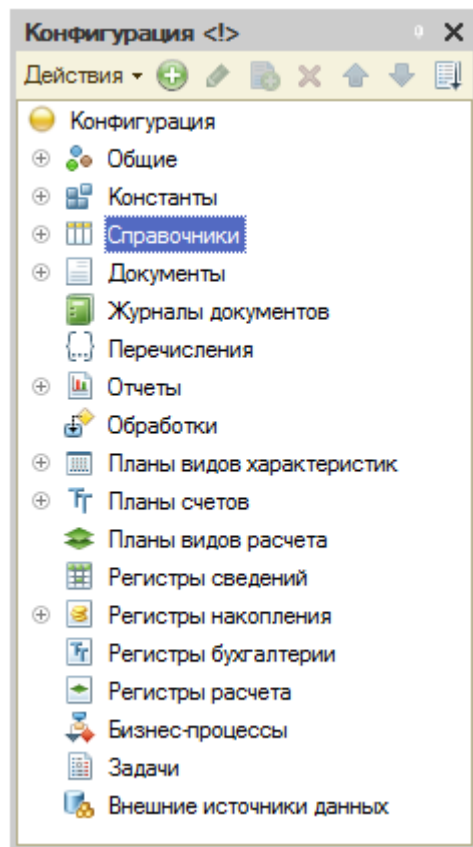 Конфигурация <!>
Действия
Конфигурация
Общие
Константы
Справочники
Документы
Журналы документов
Перечисления
Отчеты
Обработки
Планы видов характеристик
Планы счетов
Планы видов расчета
Регистры сведений
Регистры накопления
Регистры бухгалтерии
Регистры расчета
Бизнес-процессы
Задачи
Внешние источники данных